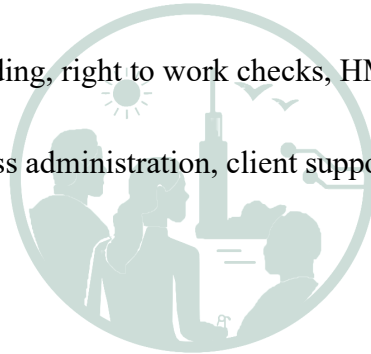 ding, right to work checks, HM
ss administration, client suppo